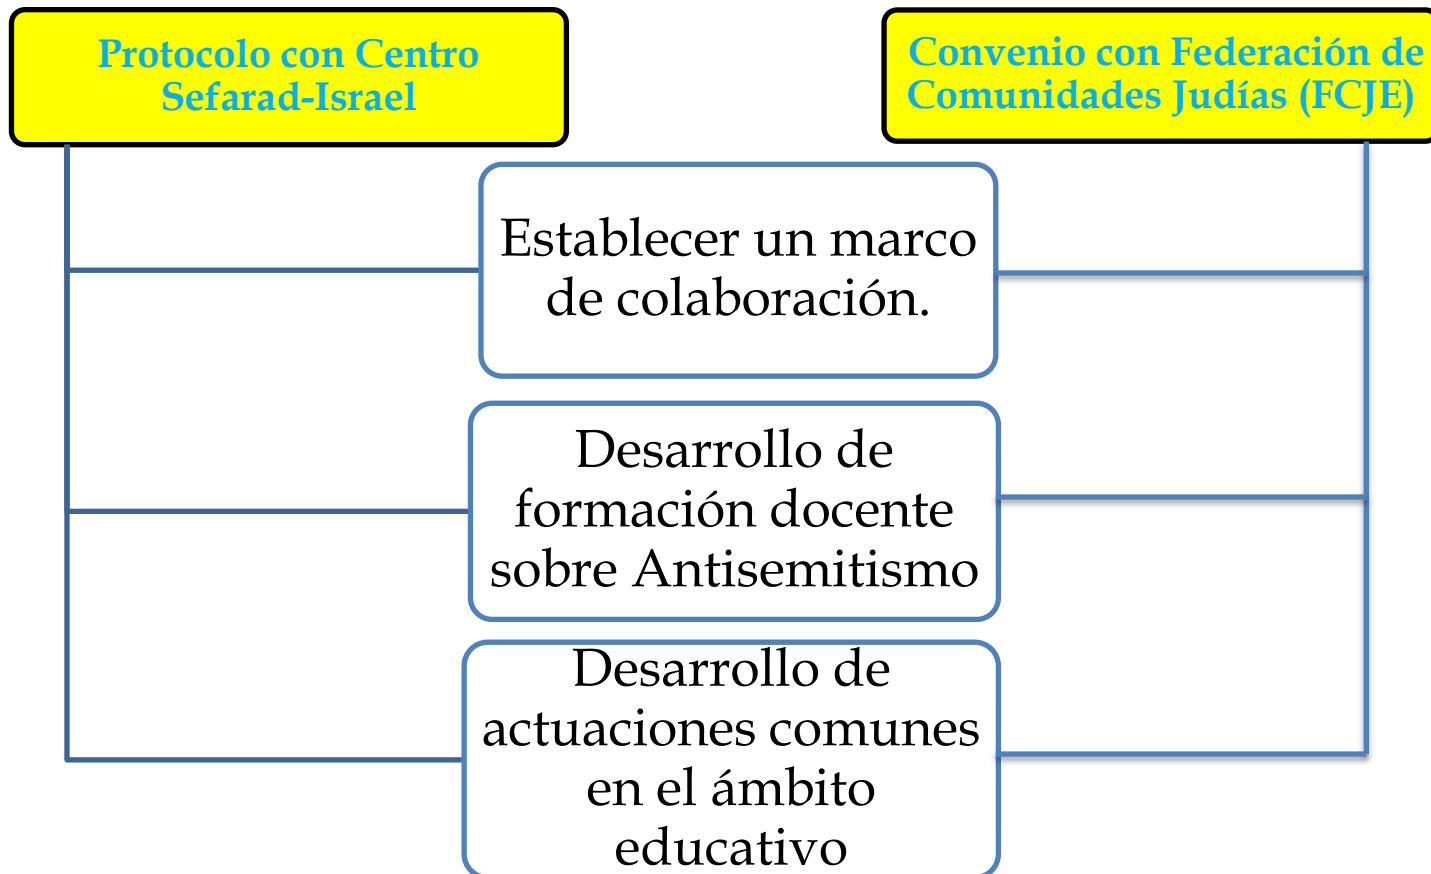 Protocolo con Centro
Sefarad-Israel
Convenio con Federación de
Comunidades Judías (FCJE)
Establecer un marco
de colaboración.
Desarrollo de
formación docente
sobre Antisemitismo
Desarrollo de
actuaciones comunes
en el ámbito
educativo